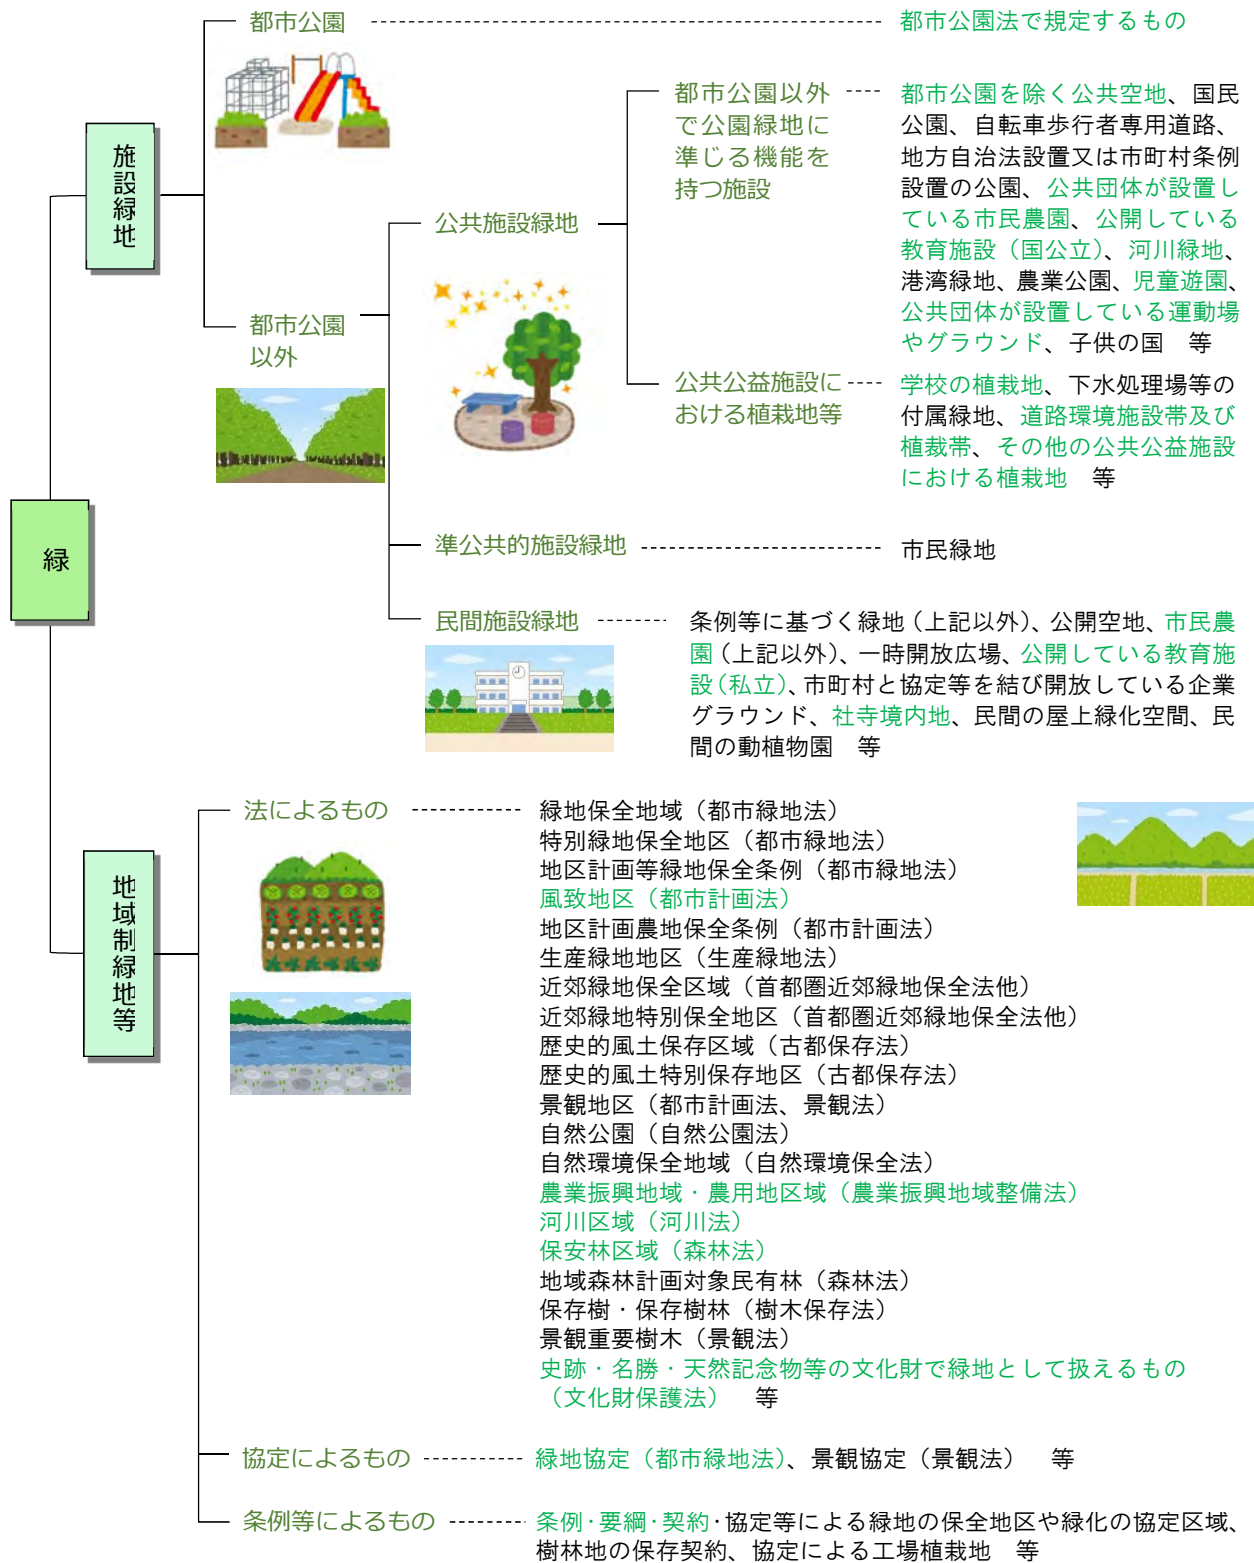 緑
施設緑地
都市公園
都市公園法で規定するもの
都市公園
以外
公共施設緑地
都市公園以外
で公園緑地に
準じる機能を
持つ施設
都市公園を除く公共空地、国民
公園、自転車歩行者専用道路、
地方自治法設置又は市町村条例
設置の公園、公共団体が設置し
ている市民農園、公開している
教育施設（国公立）、河川緑地、
港湾緑地、農業公園、児童遊園、
公共団体が設置している運動場
やグラウンド、子供の国　等
公共公益施設に
おける植栽地等
学校の植栽地、下水処理場等の
付属緑地、道路環境施設帯及び
植裁帯、その他の公共公益施設
における植栽地　等
準公共的施設緑地
市民緑地
民間施設緑地
条例等に基づく緑地（上記以外）、公開空地、市民農
園（上記以外）、一時開放広場、公開している教育施
設（私立）、市町村と協定等を結び開放している企業
グラウンド、社寺境内地、民間の屋上緑化空間、民
間の動植物園　等
地域制緑地等
法によるもの
緑地保全地域（都市緑地法）
特別緑地保全地区（都市緑地法）
地区計画等緑地保全条例（都市緑地法）
風致地区（都市計画法）
地区計画農地保全条例（都市計画法）
生産緑地地区（生産緑地法）
近郊緑地保全区域（首都圏近郊緑地保全法他）
近郊緑地特別保全地区（首都圏近郊緑地保全法他）
歴史的風土保存区域（古都保存法）
歴史的風土特別保存地区（古都保存法）
景観地区（都市計画法、景観法）
自然公園（自然公園法）
自然環境保全地域（自然環境保全法）
農業振興地域・農用地区域（農業振興地域整備法）
河川区域（河川法）
保安林区域（森林法）
地域森林計画対象民有林（森林法）
保存樹・保存樹林（樹木保存法）
景観重要樹木（景観法）
史跡・名勝・天然記念物等の文化財で緑地として扱えるもの
（文化財保護法）　等
協定によるもの
緑地協定（都市緑地法）、景観協定（景観法）　等
条例等によるもの
条例・要綱・契約・協定等による緑地の保全地区や緑化の協定区域、
樹林地の保存契約、協定による工場植栽地　等